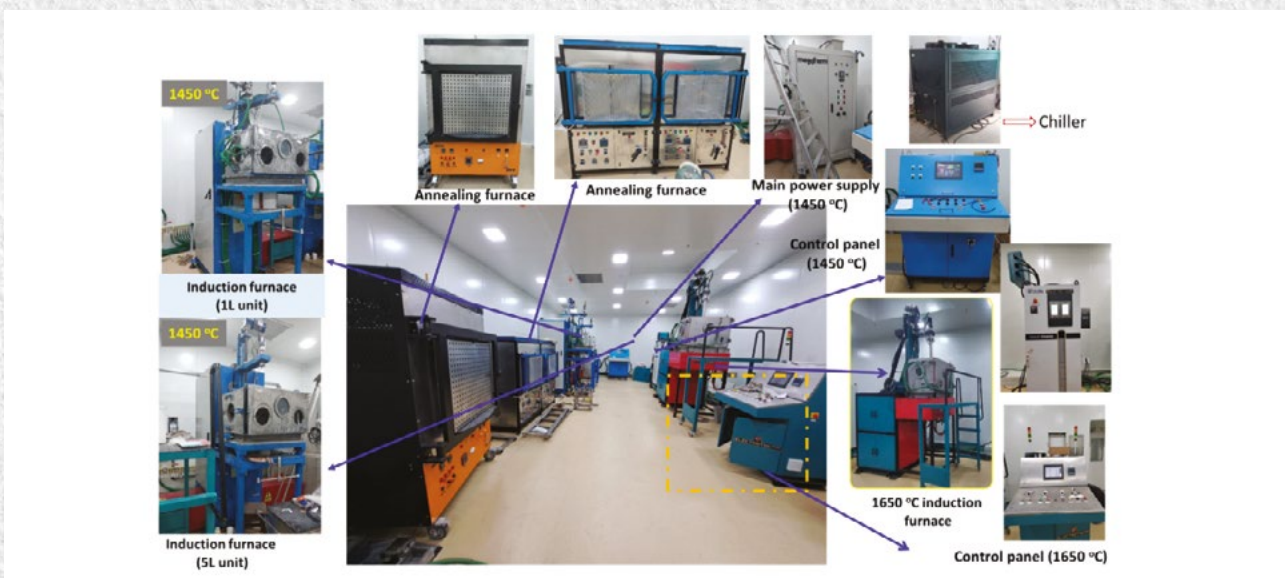 1450 °C
Induction furnace
(1L unit)
1450 °C
Induction furnace
(5L unit)
Annealing furnace
Annealing furnace
Main power supply
(1450 °C)
Chiller
Control panel
(1450 °C)
1650 °C induction
furnace
Control panel (1650 °C)